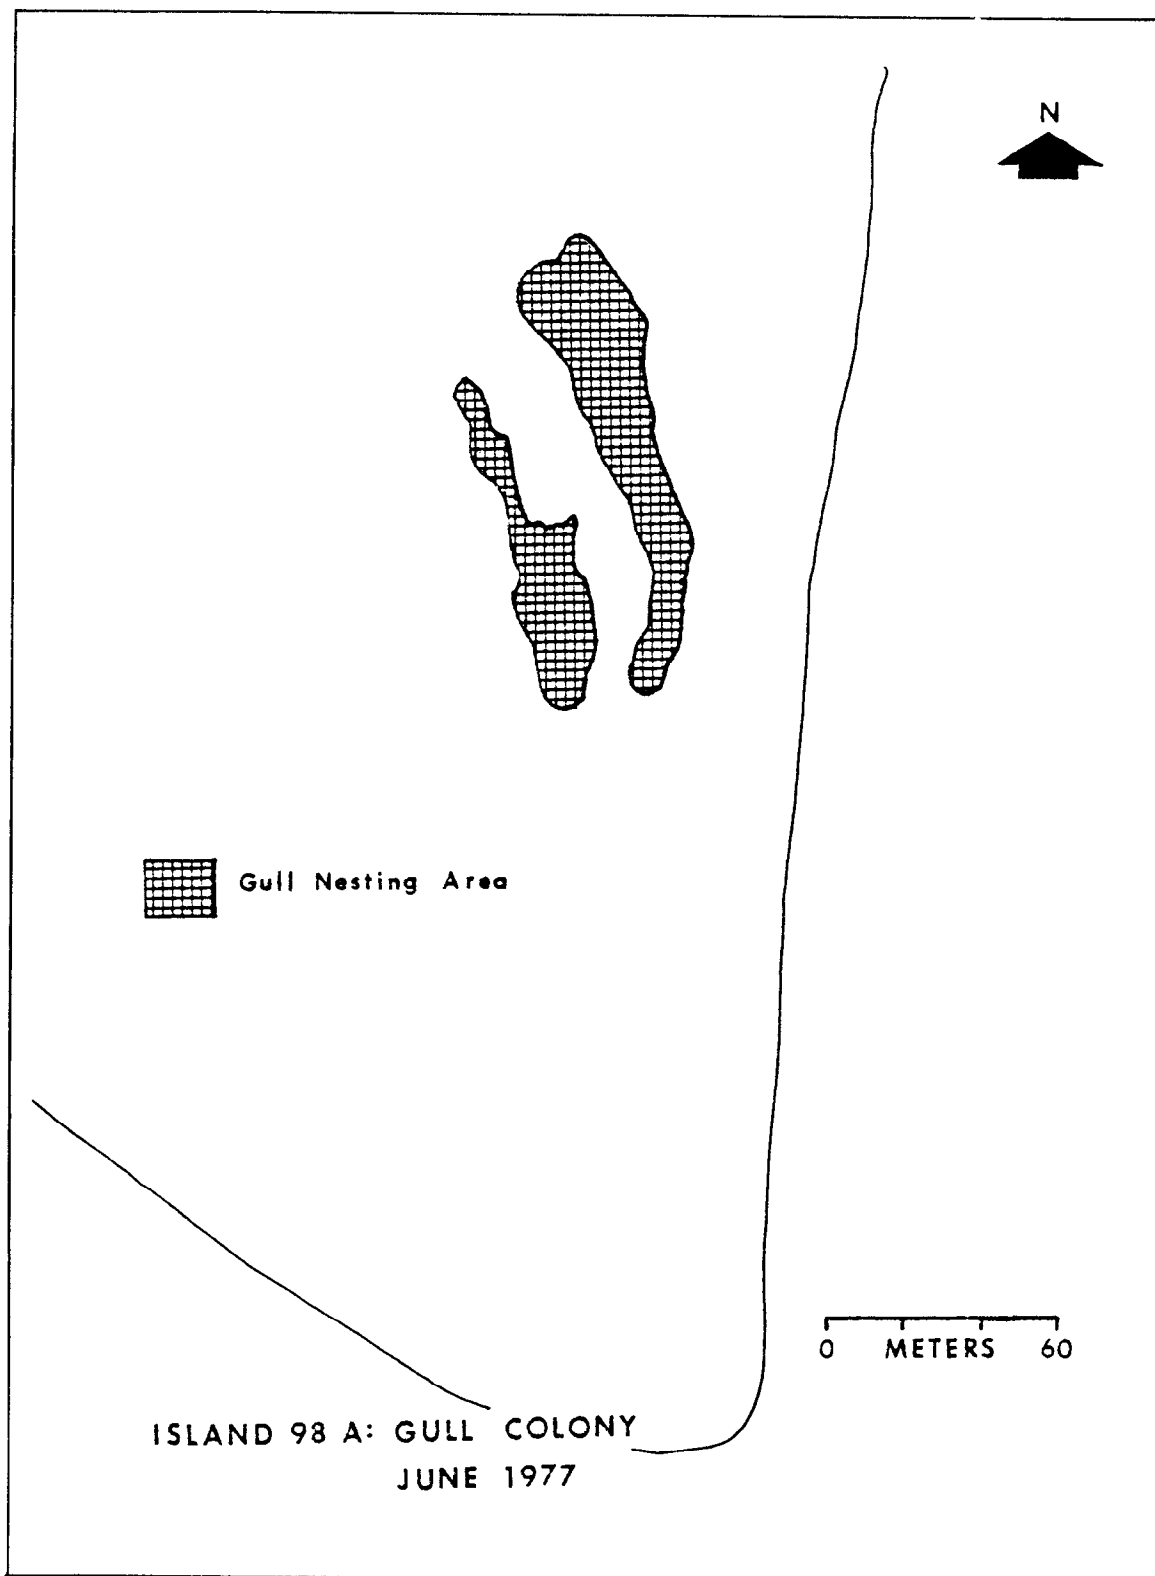 N
Gull Nesting Area
0 METERS 60
ISLAND 98 A: GULL COLONY
JUNE 1977